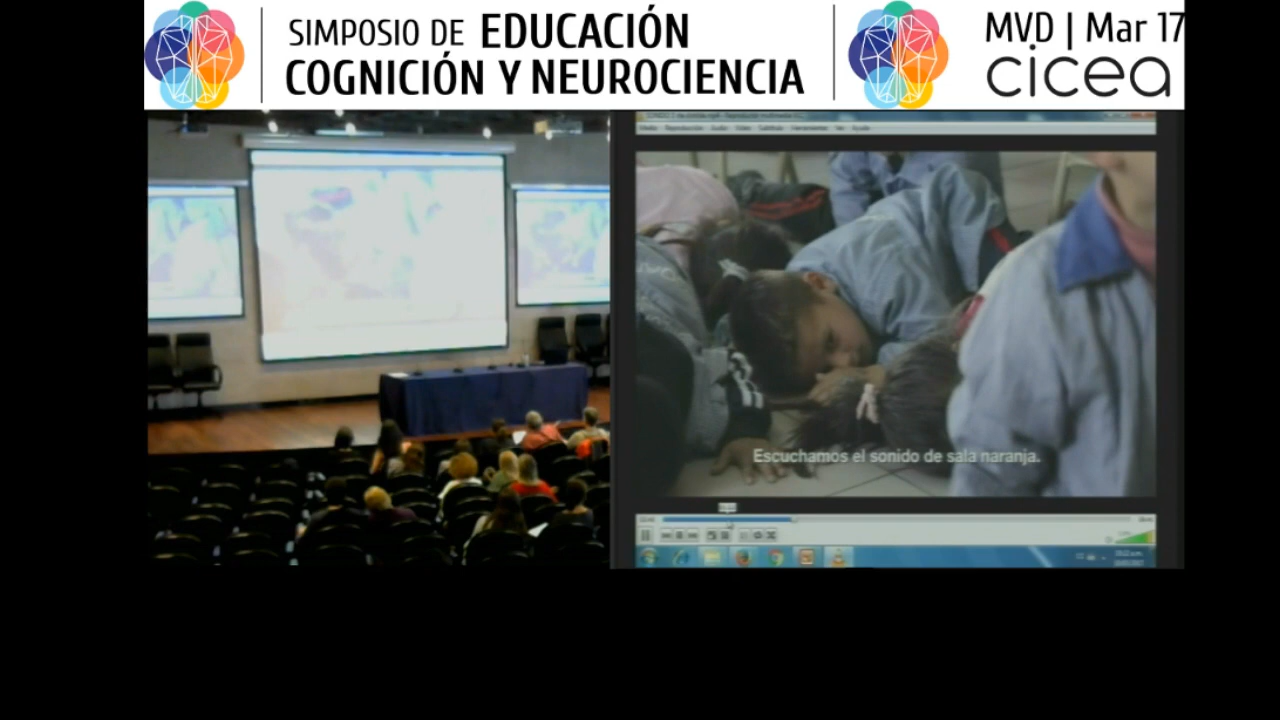 SIMPOSIO DE EDUCACIÓN
COGNICIÓN Y NEUROCIENCIA
MVD | Mar 17
cicea
Escuchamos el sonido de sala naranja.